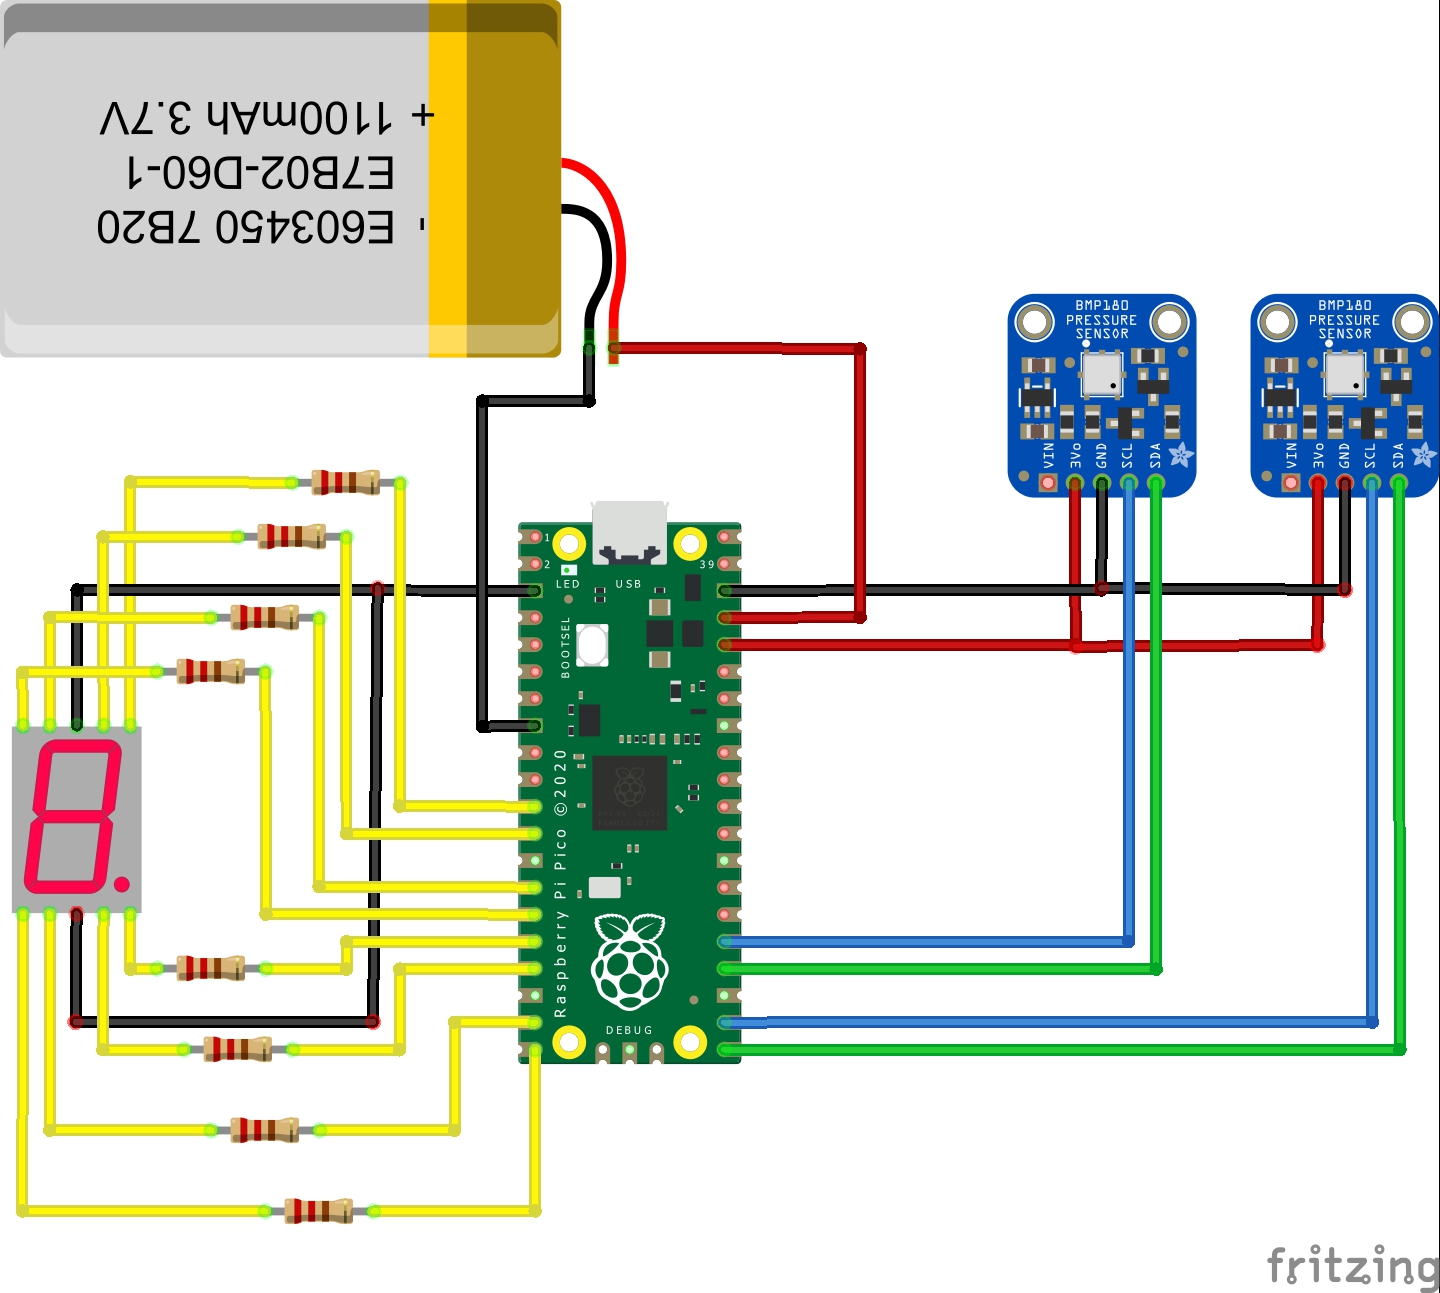 E603450 7B20
E7B02-D60-1
1100mAh 3.7V
+
-
BMP180
PRESSURE
SENSOR
VIN
3Vo
GND
SCL
SDA
BMP180
PRESSURE
SENSOR
VIN
3Vo
GND
SCL
SDA
1
2
39
LED
USB
BOOTSEL
Raspberry Pi Pico ©2020
DEBUG
fritzing